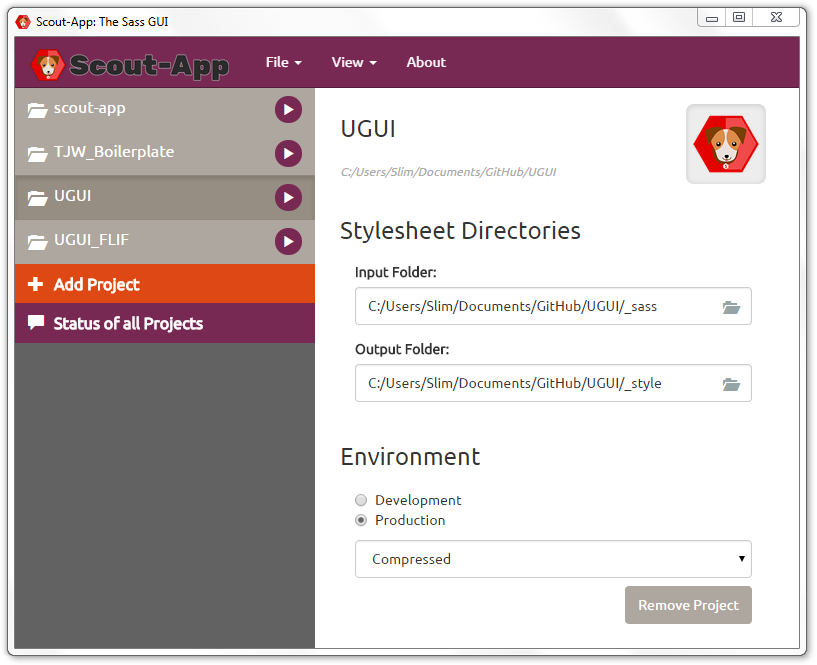 Scout-App: The Sass GUI
Scout-App File View About
scout-app
TJW_Boilerplate
UGUI
UGUI_FLIF
Add Project
Status of all Projects
UGUI
C:/Users/Slim/Documents/GitHub/UGUI
Stylesheet Directories
Input Folder:
C:/Users/Slim/Documents/GitHub/UGUI/_sass
Output Folder:
C:/Users/Slim/Documents/GitHub/UGUI/_style
Environment
Development
Production
Compressed
Remove Project